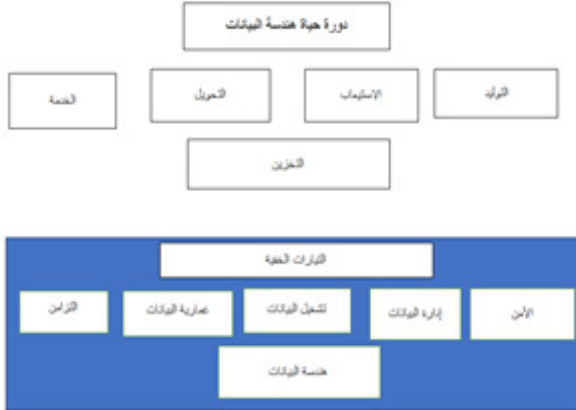 دورة حياة هندسة البيانات
التوليد
الاستيعاب
التحويل
الخدمة
التخزين
التيارات الخفية
الأمن
إدارة البيانات
تشغيل البيانات
عمارية البيانات
التزامن
هندسة البيانات